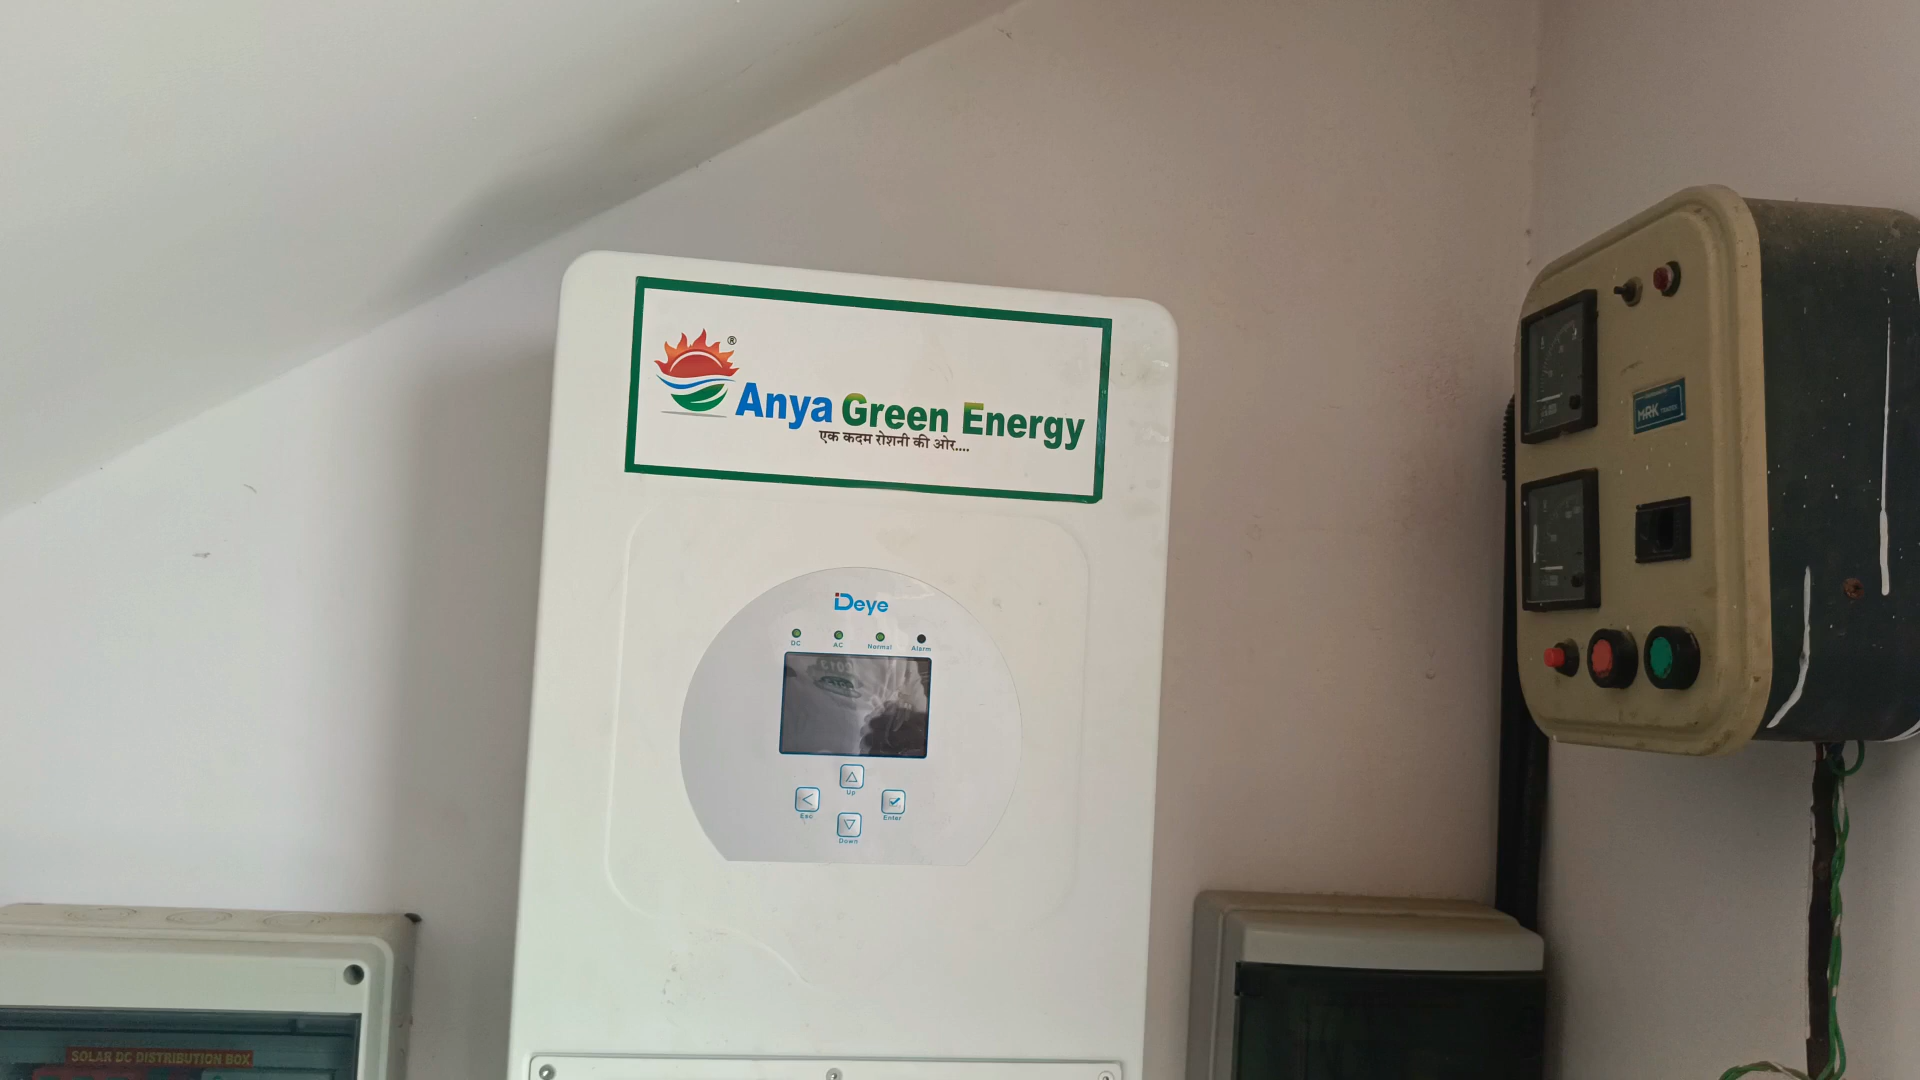 ®
Anya Green Energy
एक कदम रोशनी की ओर....
Deye
DC AC Normal Alarm
Up
Esc Enter
Down
MRK
SOLAR DC DISTRIBUTION BOX